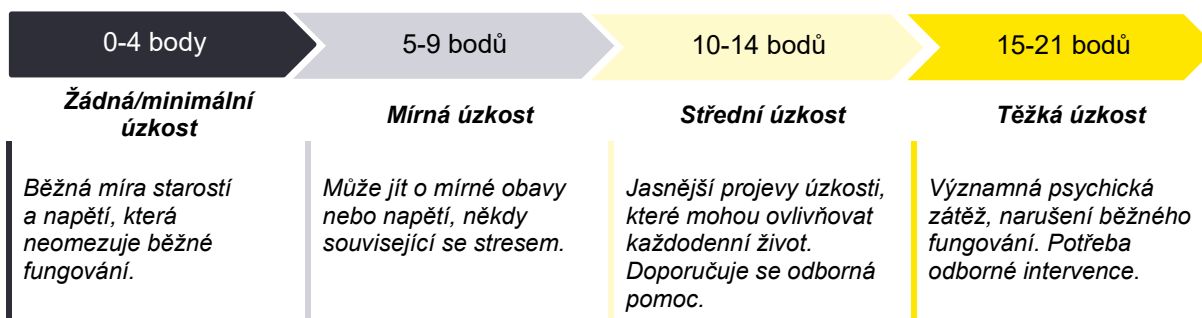 0-4 body
5-9 bodů
10-14 bodů
15-21 bodů
Žádná/minimální
úzkost
Mírná úzkost
Střední úzkost
Těžká úzkost
Běžná míra starostí
a napětí, která
neomezuje běžné
fungování.
Může jít o mírné obavy
nebo napětí, někdy
související se stresem.
Jasnější projevy úzkosti,
které mohou ovlivňovat
každodenní život.
Doporučuje se odborná
pomoc.
Významná psychická
zátěž, narušení běžného
fungování. Potřeba
odborné intervence.